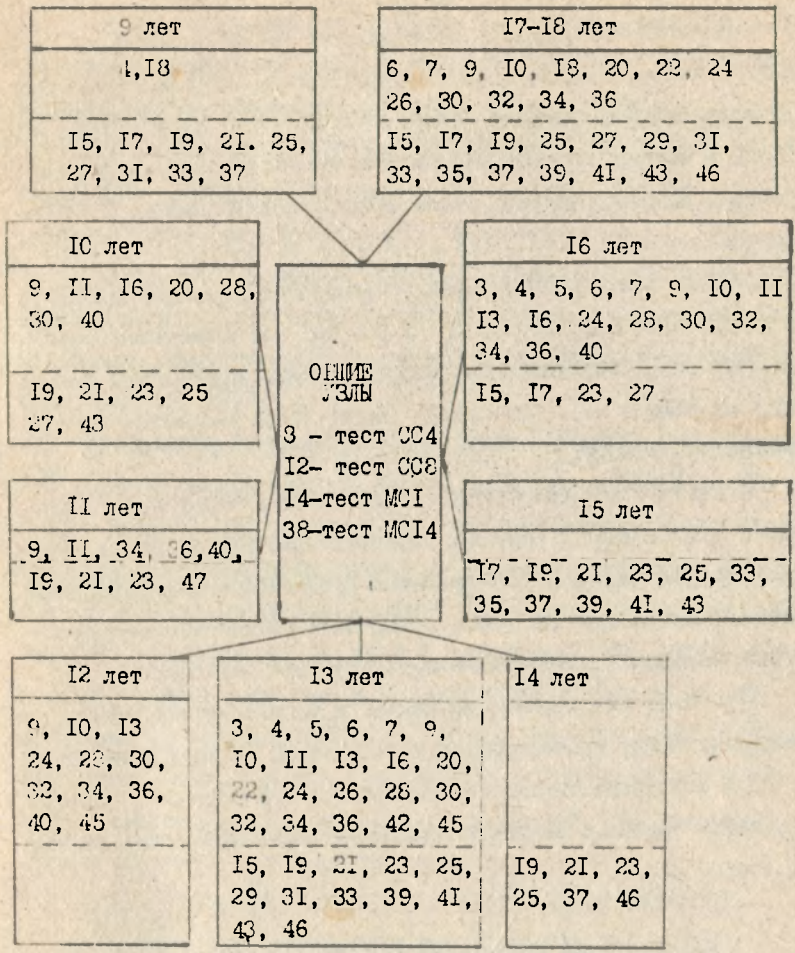 9 лет
4,I8
I5, I7, I9, 2I. 25,
27, 3I, 33, 37
I7-I8 лет
6, 7, 9, I0, I8, 20, 22, 24
26, 30, 32, 34, 36
I5, I7, I9, 25, 27, 29, 3I,
33, 35, 37, 39, 4I, 43, 46
I0 лет
9, II, I6, 20, 28,
30, 40
I9, 2I, 23, 25
27, 43
ОБЩИЕ
УЗЛЫ
8 - тест СС4
I2- тест СС8
I4-тест МСI
38-тест МСI4
I6 лет
3, 4, 5, 6, 7, 9, I0, II
I3, I6, 24, 28, 30, 32,
34, 36, 40
I5, I7, 23, 27
II лет
9, II, 34, 36,40,
I9, 2I, 23, 47
I5 лет
I7, I9, 2I, 23, 25, 33,
35, 37, 39, 4I, 43
I2 лет
9, I0, I3
24, 28, 30,
32, 34, 36,
40, 45
I3 лет
3, 4, 5, 6, 7, 9,
I0, II, I3, I6, 20,
22, 24, 26, 28, 30,
32, 34, 36, 42, 45
I5, I9, 2I, 23, 25,
29, 3I, 33, 39, 4I,
43, 46
I4 лет
I9, 2I, 23,
25, 37, 46